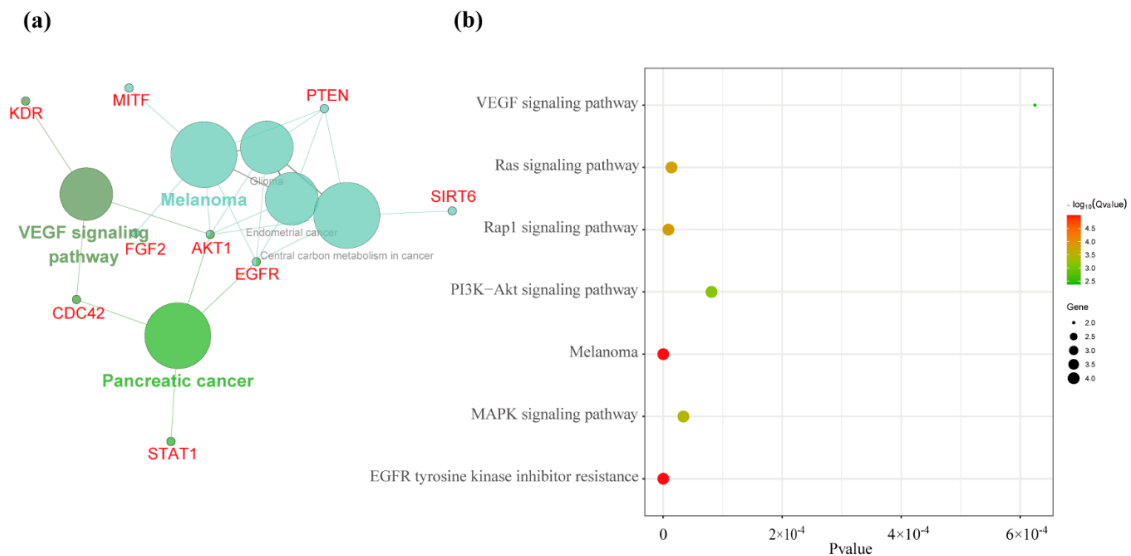 (a)
(b)
KDR
MITF
PTEN
Glioma
SIRT6
Melanoma
VEGF signaling
pathway
FGF2
AKT1
Endometrial cancer
Central carbon metabolism in cancer
EGFR
CDC42
Pancreatic cancer
STAT1
VEGF signaling pathway
Ras signaling pathway
Rap1 signaling pathway
PI3K−Akt signaling pathway
Melanoma
MAPK signaling pathway
EGFR tyrosine kinase inhibitor resistance
0
2×10⁻⁴
4×10⁻⁴
6×10⁻⁴
Pvalue
- log₁₀(Qvalue)
4.5
4.0
3.5
3.0
2.5
Gene
2.0
2.5
3.0
3.5
4.0